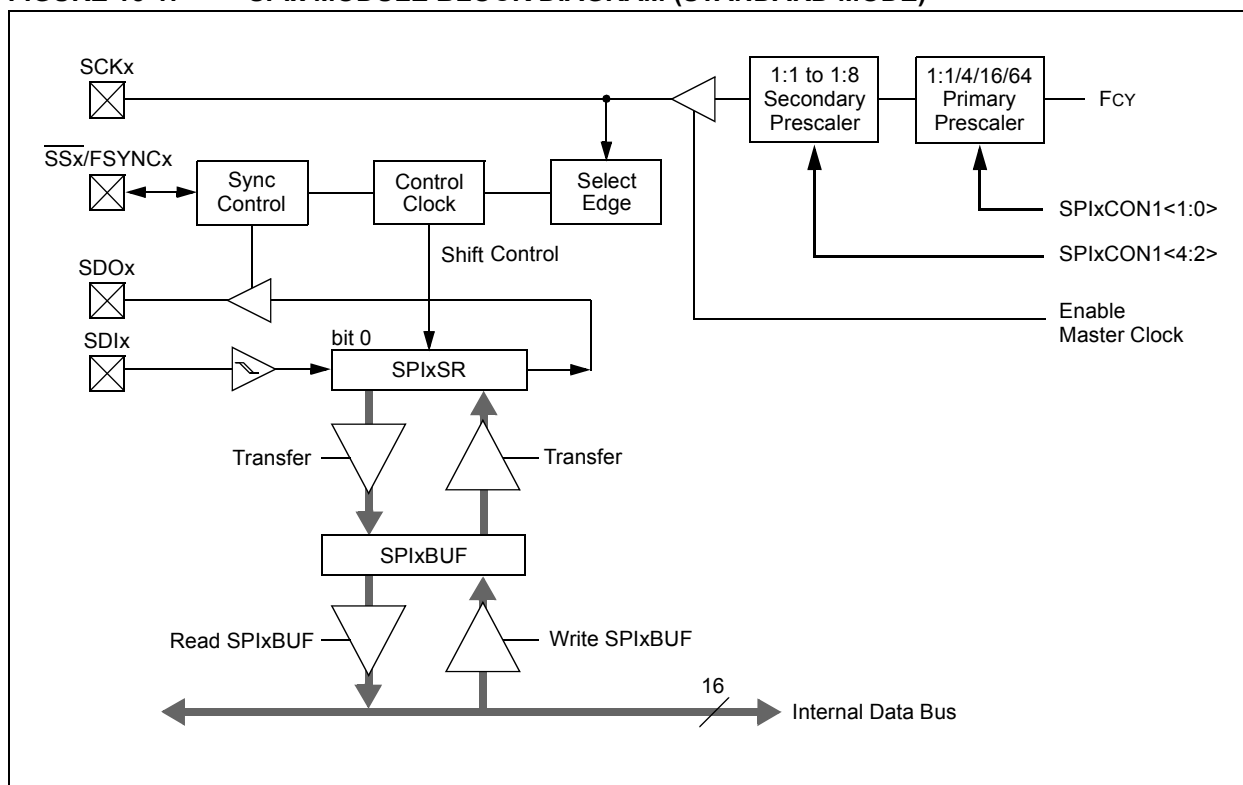 SCKx
1:1 to 1:8
Secondary
Prescaler
1:1/4/16/64
Primary
Prescaler
FCY
SSx/FSYNCx
Sync
Control
Control
Clock
Select
Edge
SPIxCON1<1:0>
Shift Control
SPIxCON1<4:2>
SDOx
Enable
Master Clock
SDIx
bit 0
SPIxSR
Transfer
Transfer
SPIxBUF
Read SPIxBUF
Write SPIxBUF
16
Internal Data Bus